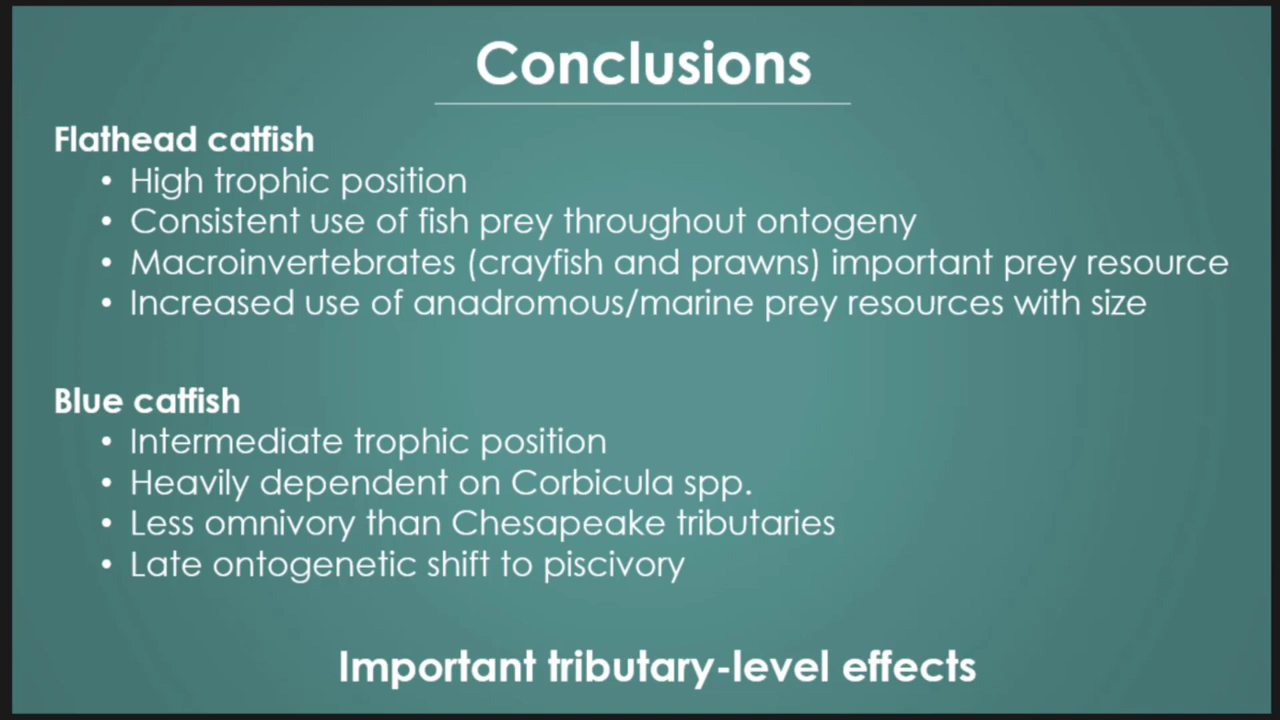 Conclusions
Flathead catfish
• High trophic position
• Consistent use of fish prey throughout ontogeny
• Macroinvertebrates (crayfish and prawns) important prey resource
• Increased use of anadromous/marine prey resources with size
Blue catfish
• Intermediate trophic position
• Heavily dependent on Corbicula spp.
• Less omnivory than Chesapeake tributaries
• Late ontogenetic shift to piscivory
Important tributary-level effects